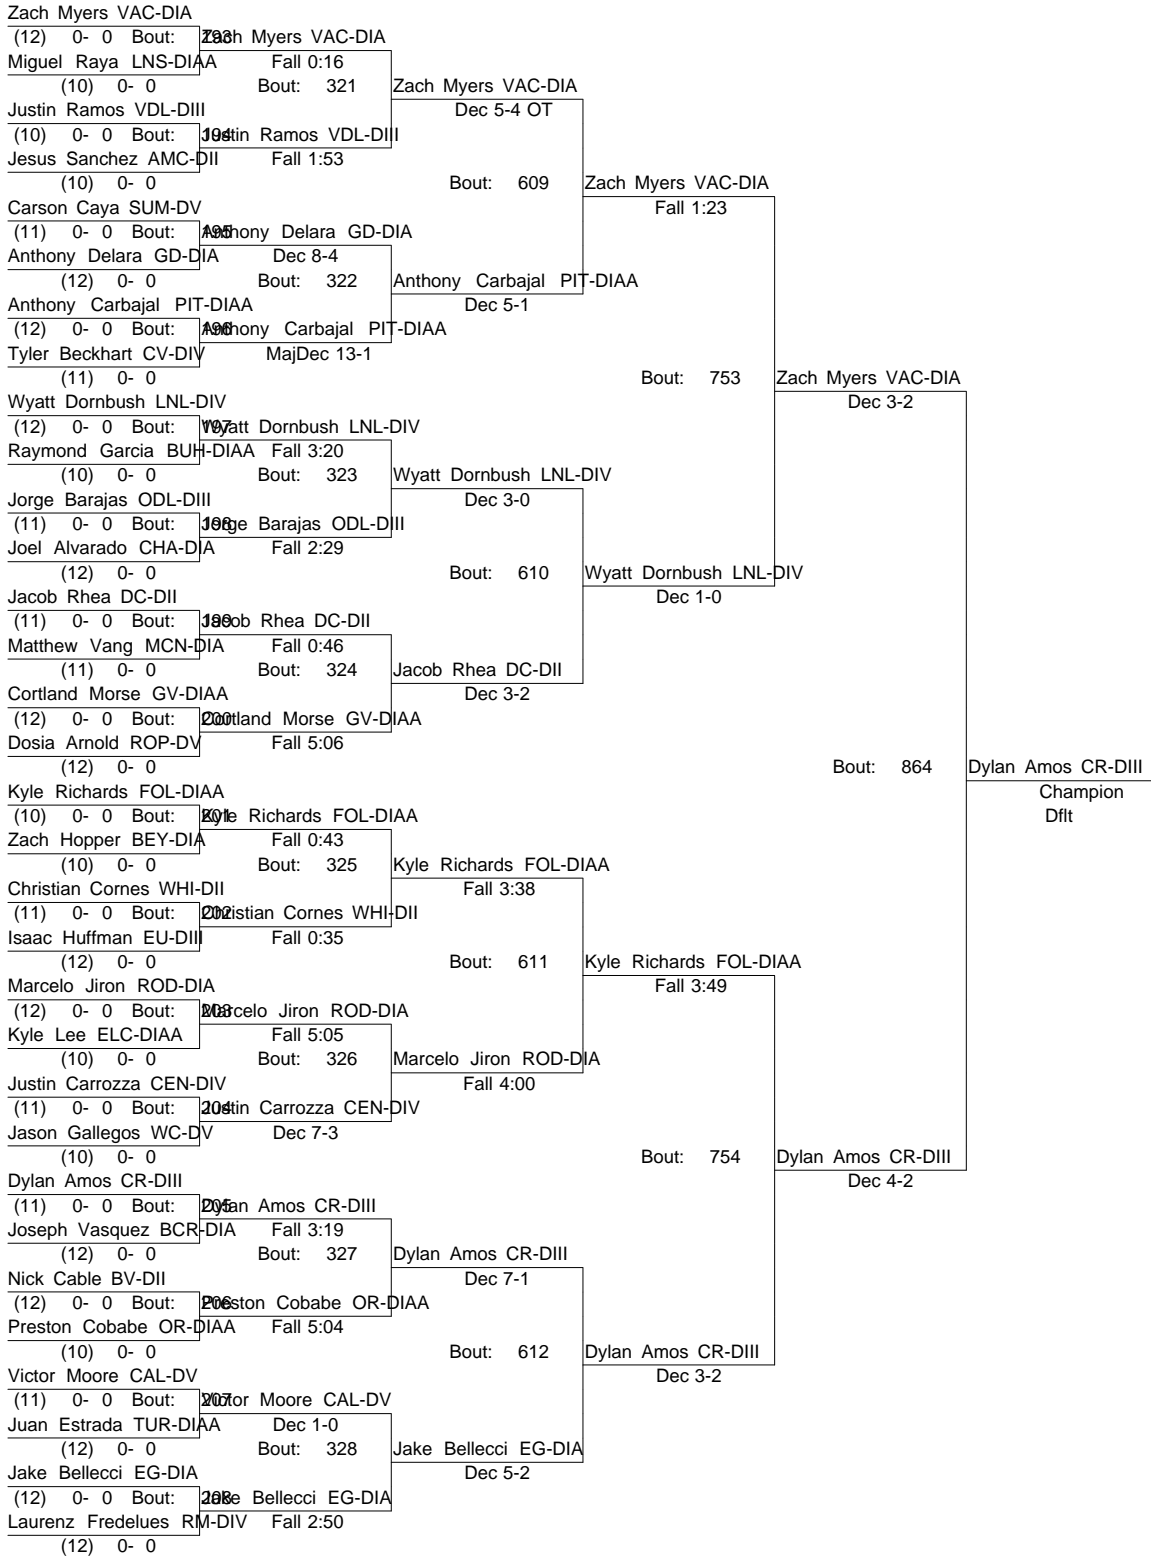 Zach Myers VAC-DIA
(12) 0- 0 Bout: Zach Myers VAC-DIA
Miguel Raya LNS-DIAA Fall 0:16
(10) 0- 0 Bout: 321 Zach Myers VAC-DIA
Justin Ramos VDL-DIII Dec 5-4 OT
(10) 0- 0 Bout: Justin Ramos VDL-DIII
Jesus Sanchez AMC-DII Fall 1:53
(10) 0- 0 Bout: 609 Zach Myers VAC-DIA
Carson Caya SUM-DV Fall 1:23
(11) 0- 0 Bout: Anthony Delara GD-DIA
Anthony Delara GD-DIA Dec 8-4
(12) 0- 0 Bout: 322 Anthony Carbajal PIT-DIAA
Anthony Carbajal PIT-DIAA Dec 5-1
(12) 0- 0 Bout: Anthony Carbajal PIT-DIAA
Tyler Beckhart CV-DIV MajDec 13-1
(11) 0- 0 Bout: 753 Zach Myers VAC-DIA
Wyatt Dornbush LNL-DIV Dec 3-2
(12) 0- 0 Bout: Wyatt Dornbush LNL-DIV
Raymond Garcia BUH-DIAA Fall 3:20
(10) 0- 0 Bout: 323 Wyatt Dornbush LNL-DIV
Jorge Barajas ODL-DIII Dec 3-0
(11) 0- 0 Bout: Jorge Barajas ODL-DIII
Joel Alvarado CHA-DIA Fall 2:29
(12) 0- 0 Bout: 610 Wyatt Dornbush LNL-DIV
Jacob Rhea DC-DII Dec 1-0
(11) 0- 0 Bout: Jacob Rhea DC-DII
Matthew Vang MCN-DIA Fall 0:46
(11) 0- 0 Bout: 324 Jacob Rhea DC-DII
Cortland Morse GV-DIAA Dec 3-2
(12) 0- 0 Bout: Cortland Morse GV-DIAA
Dosia Arnold ROP-DV Fall 5:06
(12) 0- 0 Bout: 864 Dylan Amos CR-DIII
Kyle Richards FOL-DIAA Champion
(10) 0- 0 Bout: Kyle Richards FOL-DIAA Dflt
Zach Hopper BEY-DIA Fall 0:43
(10) 0- 0 Bout: 325 Kyle Richards FOL-DIAA
Christian Cornes WHI-DII Fall 3:38
(11) 0- 0 Bout: Christian Cornes WHI-DII
Isaac Huffman EU-DIII Fall 0:35
(12) 0- 0 Bout: 611 Kyle Richards FOL-DIAA
Marcelo Jiron ROD-DIA Fall 3:49
(12) 0- 0 Bout: Marcelo Jiron ROD-DIA
Kyle Lee ELC-DIAA Fall 5:05
(10) 0- 0 Bout: 326 Marcelo Jiron ROD-DIA
Justin Carrozza CEN-DIV Fall 4:00
(11) 0- 0 Bout: Justin Carrozza CEN-DIV
Jason Gallegos WC-DV Dec 7-3
(10) 0- 0 Bout: 754 Dylan Amos CR-DIII
Dylan Amos CR-DIII Dec 4-2
(11) 0- 0 Bout: Dylan Amos CR-DIII
Joseph Vasquez BCR-DIA Fall 3:19
(12) 0- 0 Bout: 327 Dylan Amos CR-DIII
Nick Cable BV-DII Dec 7-1
(12) 0- 0 Bout: Preston Cobabe OR-DIAA
Preston Cobabe OR-DIAA Fall 5:04
(10) 0- 0 Bout: 612 Dylan Amos CR-DIII
Victor Moore CAL-DV Dec 3-2
(11) 0- 0 Bout: Victor Moore CAL-DV
Juan Estrada TUR-DIAA Dec 1-0
(12) 0- 0 Bout: 328 Jake Bellecci EG-DIA
Jake Bellecci EG-DIA Dec 5-2
(12) 0- 0 Bout: Jake Bellecci EG-DIA
Laurenz Fredelues RM-DIV Fall 2:50
(12) 0- 0